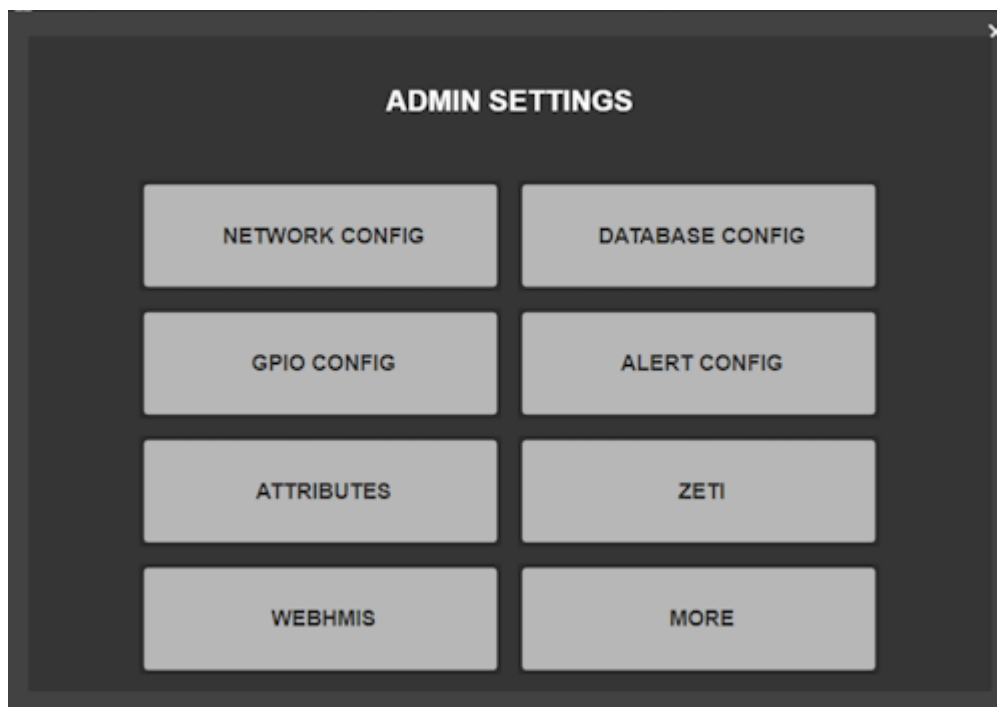 ADMIN SETTINGS
NETWORK CONFIG
DATABASE CONFIG
GPIO CONFIG
ALERT CONFIG
ATTRIBUTES
ZETI
WEBHMIS
MORE